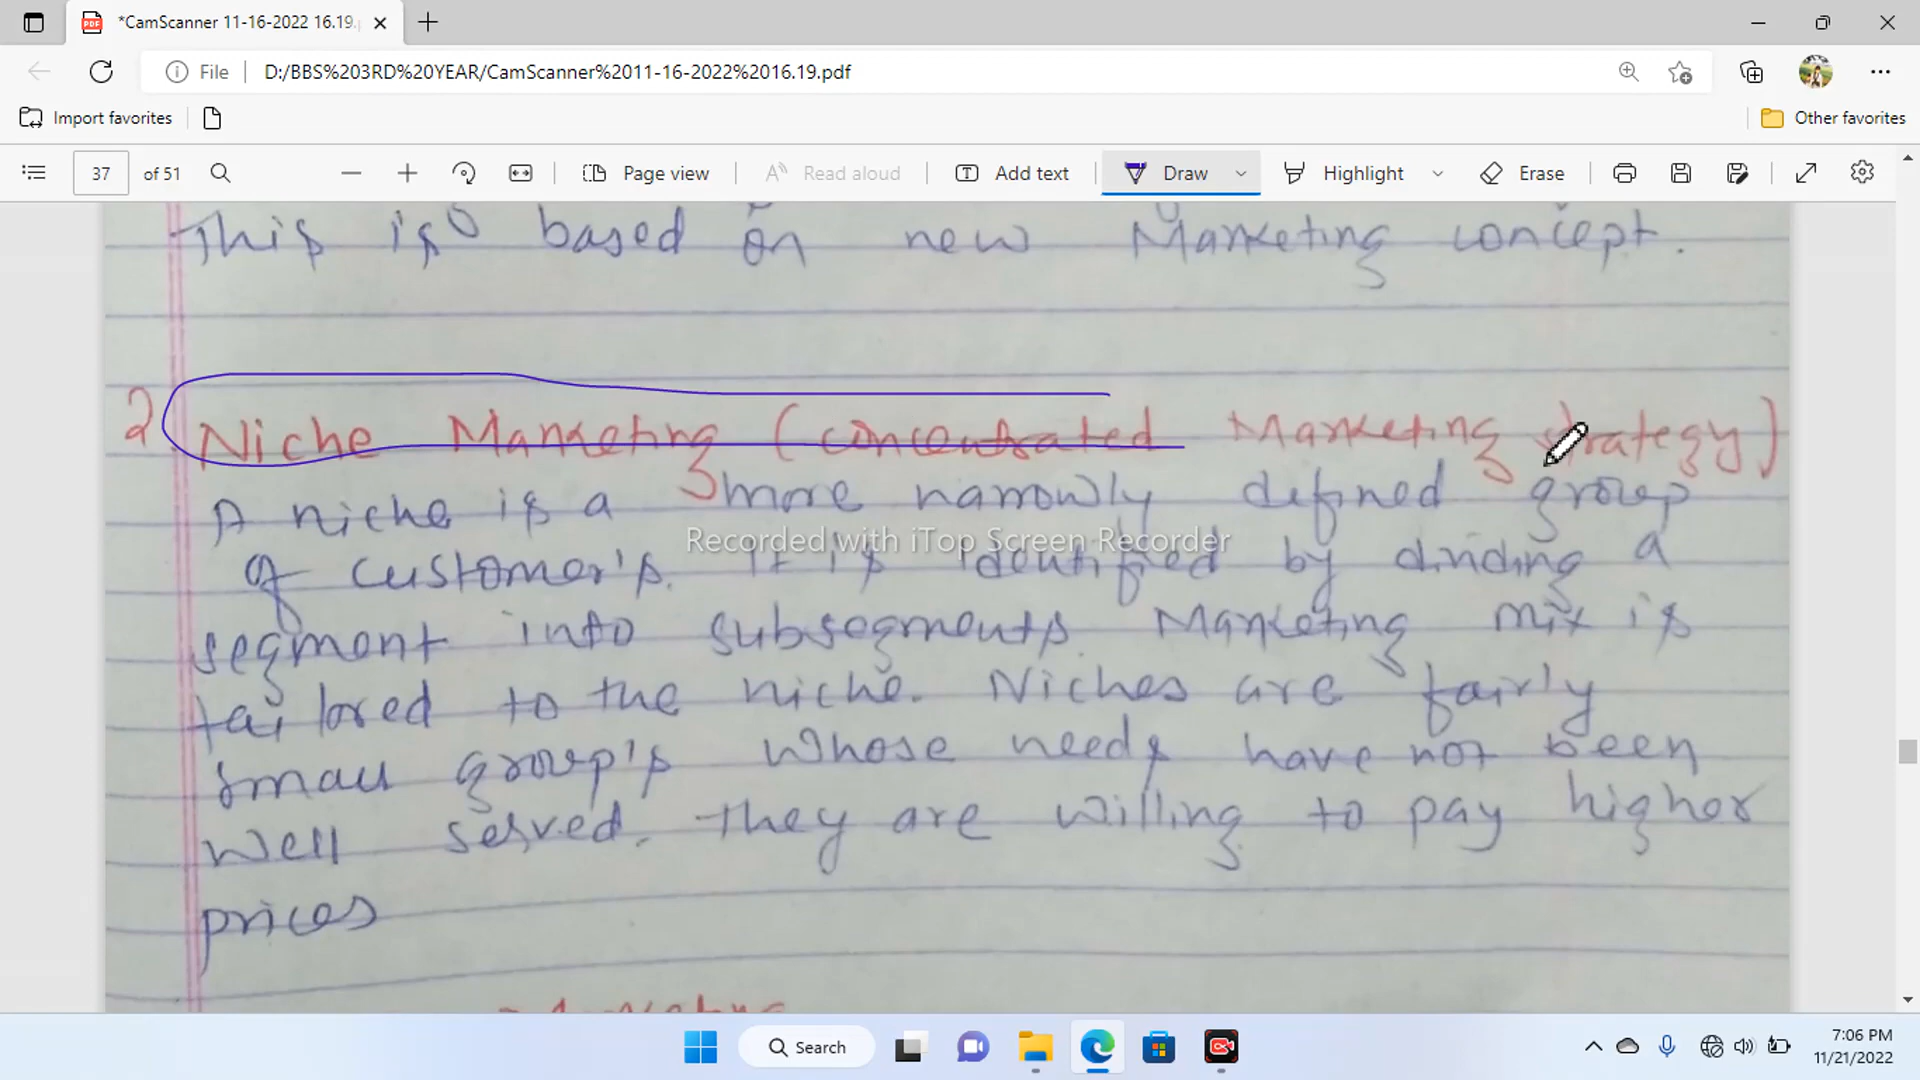 *CamScanner 11-16-2022 16.19.p
File
D:/BBS%203RD%20YEAR/CamScanner%2011-16-2022%2016.19.pdf
Import favorites
Other favorites
37 of 51
Page view
Read aloud
Add text
Draw
Highlight
Erase
This is based on new Marketing concept.
2 Niche Marketing (Concentrated Marketing strategy)
A niche is a more narrowly defined group
of customer's. It is identified by dividing a
segment into subsegments. Marketing mix is
tailored to the niche. Niches are fairly
small group's whose needs have not been
well served. They are willing to pay higher
prices
Marketing
Recorded with iTop Screen Recorder
Search
7:06 PM
11/21/2022